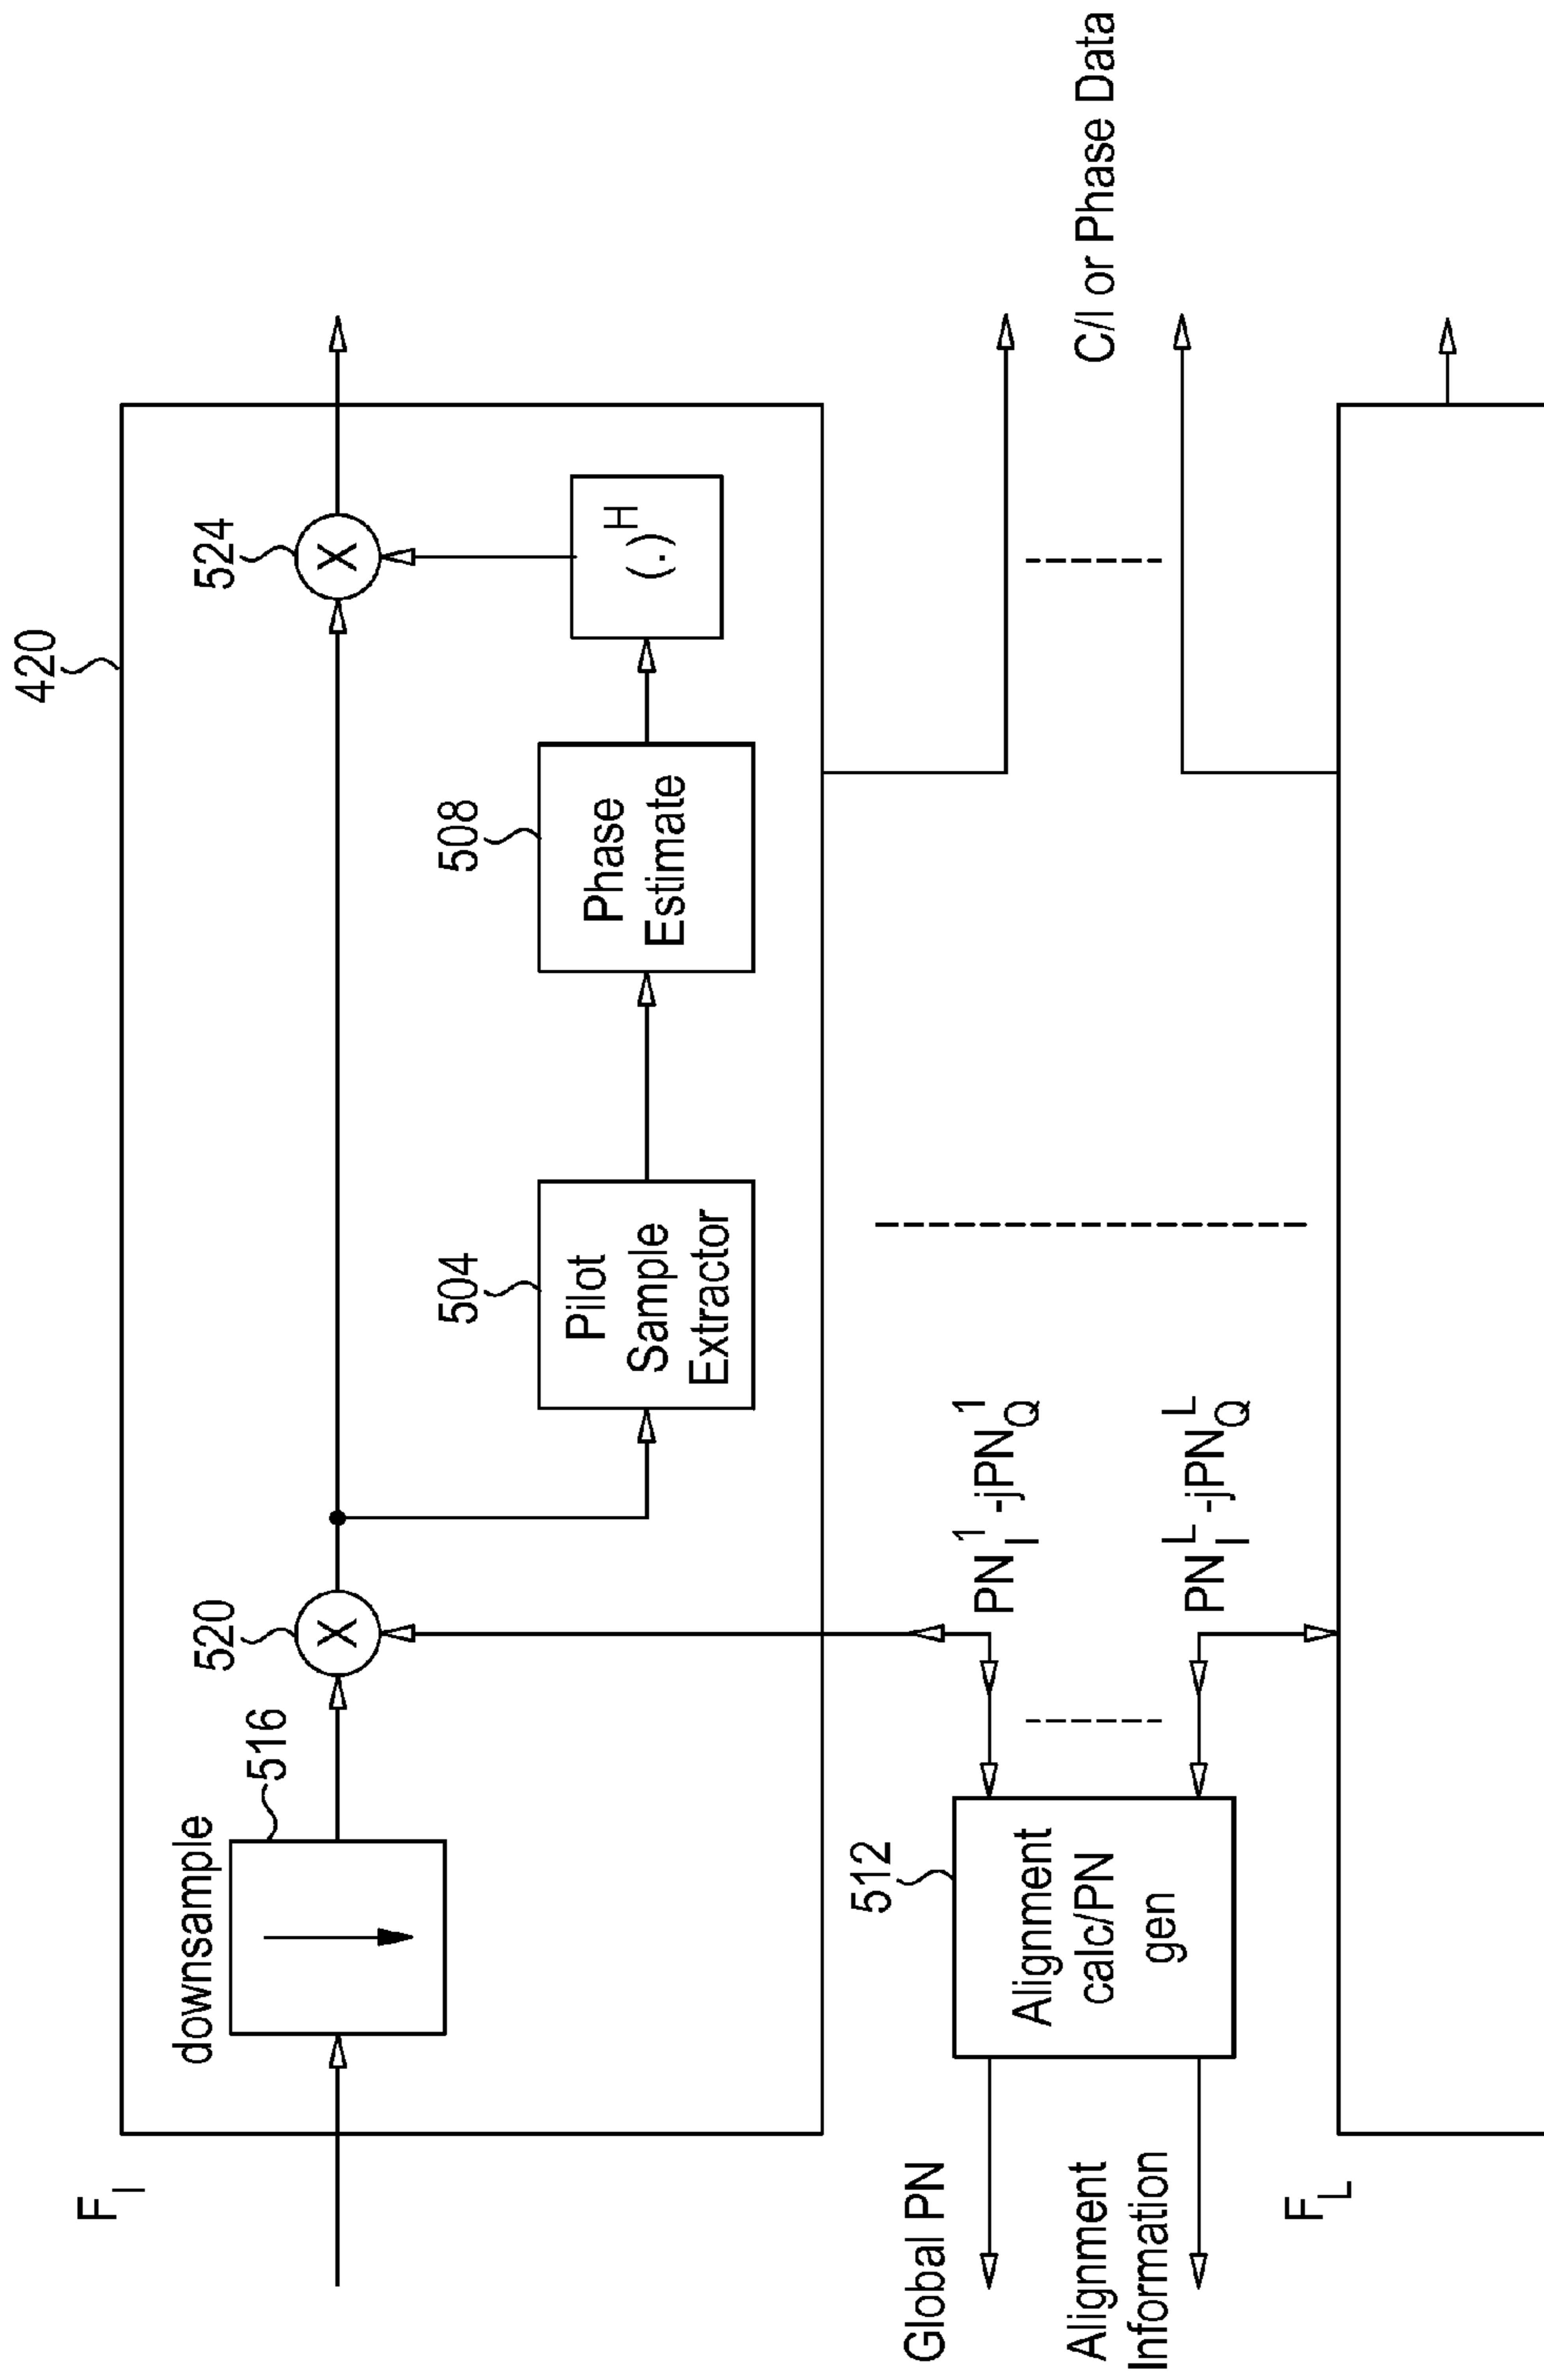 420
F_I
downsample
516
520
524
X
X
504
Pilot
Sample
Extractor
508
Phase
Estimate
(.)^H
Global PN
Alignment
Information
512
Alignment
calc/PN
gen
PN_I^1-jPN_Q^1
PN_I^L-jPN_Q^L
C/I or Phase Data
F_L